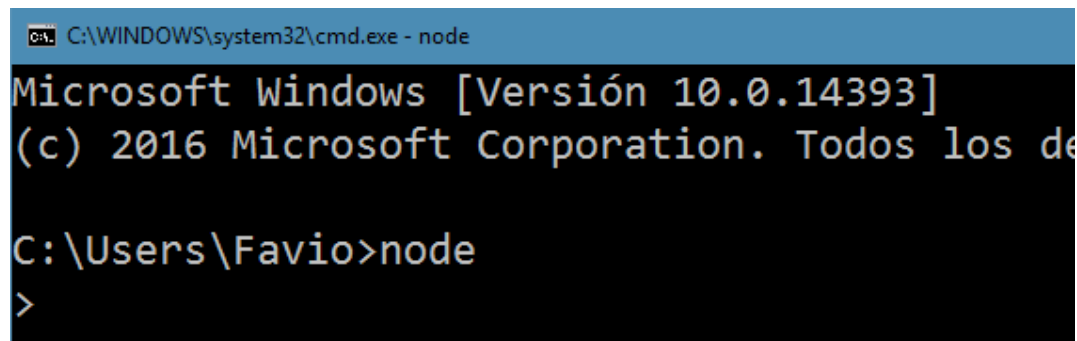 C:\WINDOWS\system32\cmd.exe - node
Microsoft Windows [Versión 10.0.14393]
(c) 2016 Microsoft Corporation. Todos los de
C:\Users\Favio>node
>